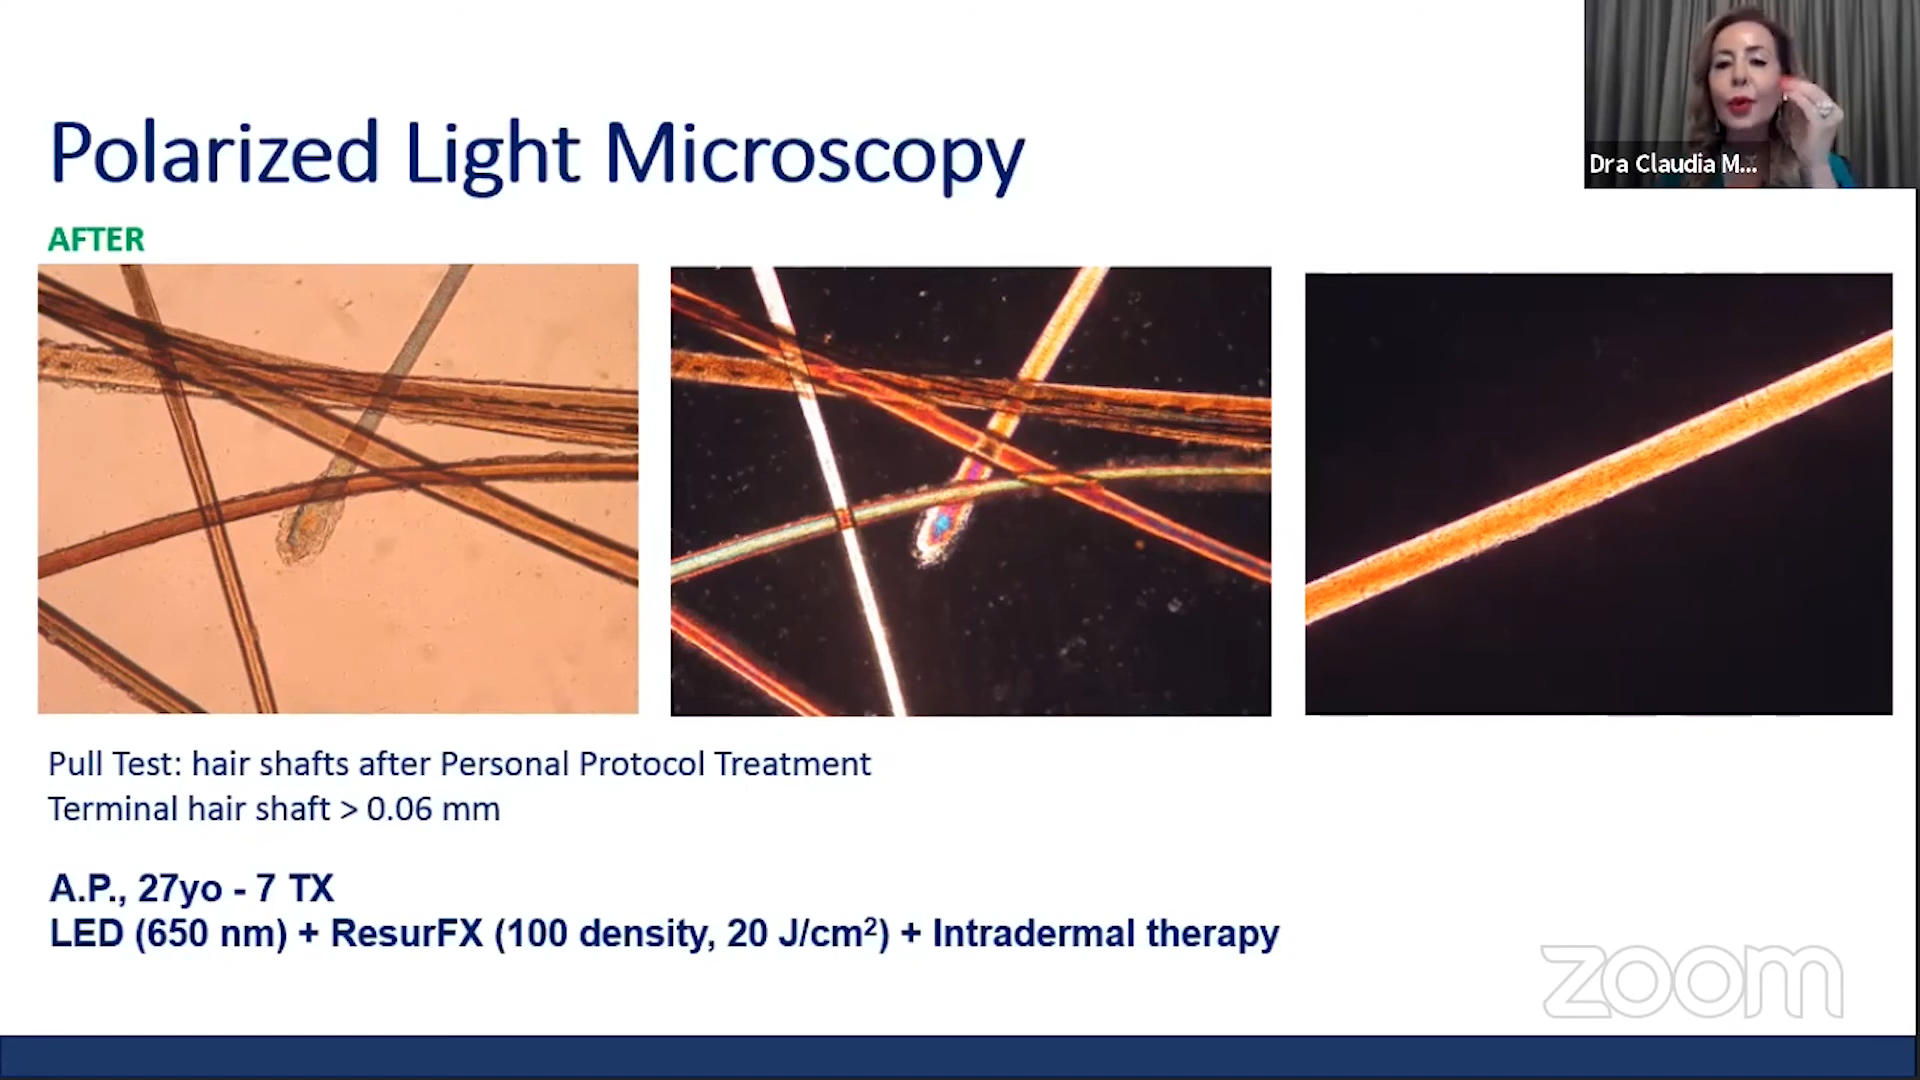 Dra Claudia M...
Polarized Light Microscopy
AFTER
Pull Test: hair shafts after Personal Protocol Treatment
Terminal hair shaft > 0.06 mm
A.P., 27yo - 7 TX
LED (650 nm) + ResurFX (100 density, 20 J/cm²) + Intradermal therapy
zoom